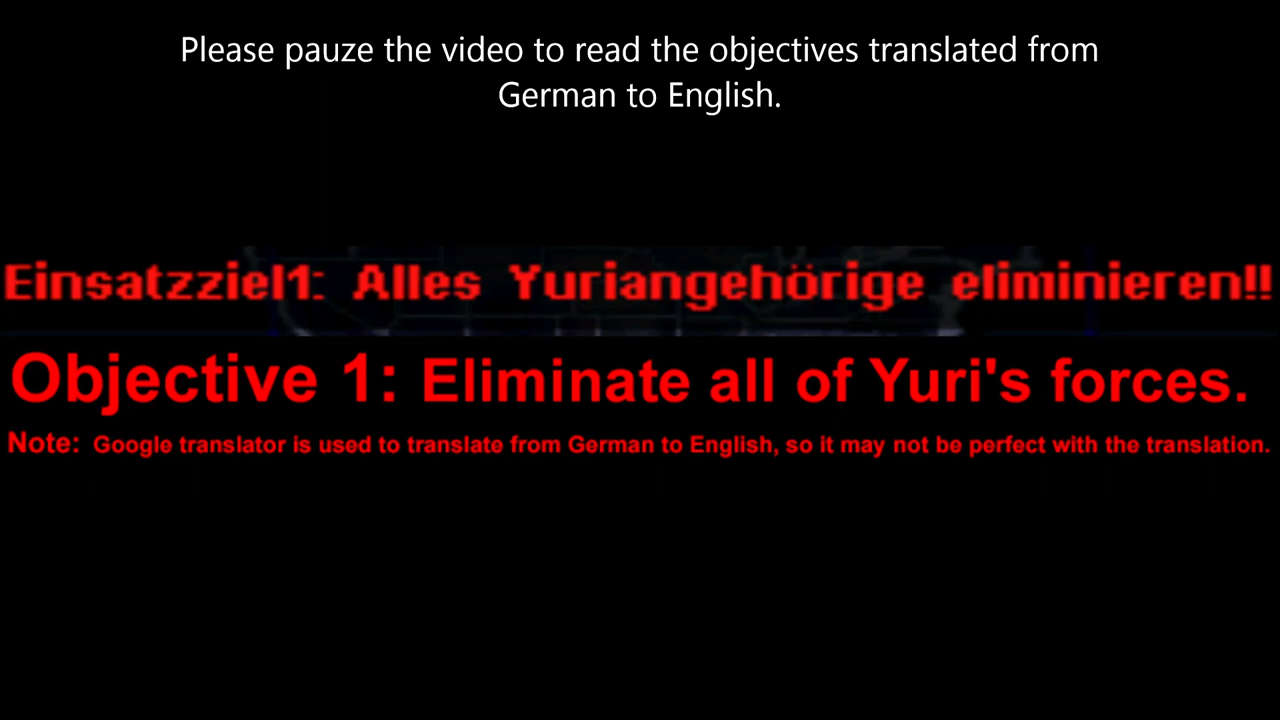 Please pauze the video to read the objectives translated from
German to English.
Einsatzziel1: Alles Yuriangehörige eliminieren!!
Objective 1: Eliminate all of Yuri's forces.
Note: Google translator is used to translate from German to English, so it may not be perfect with the translation.